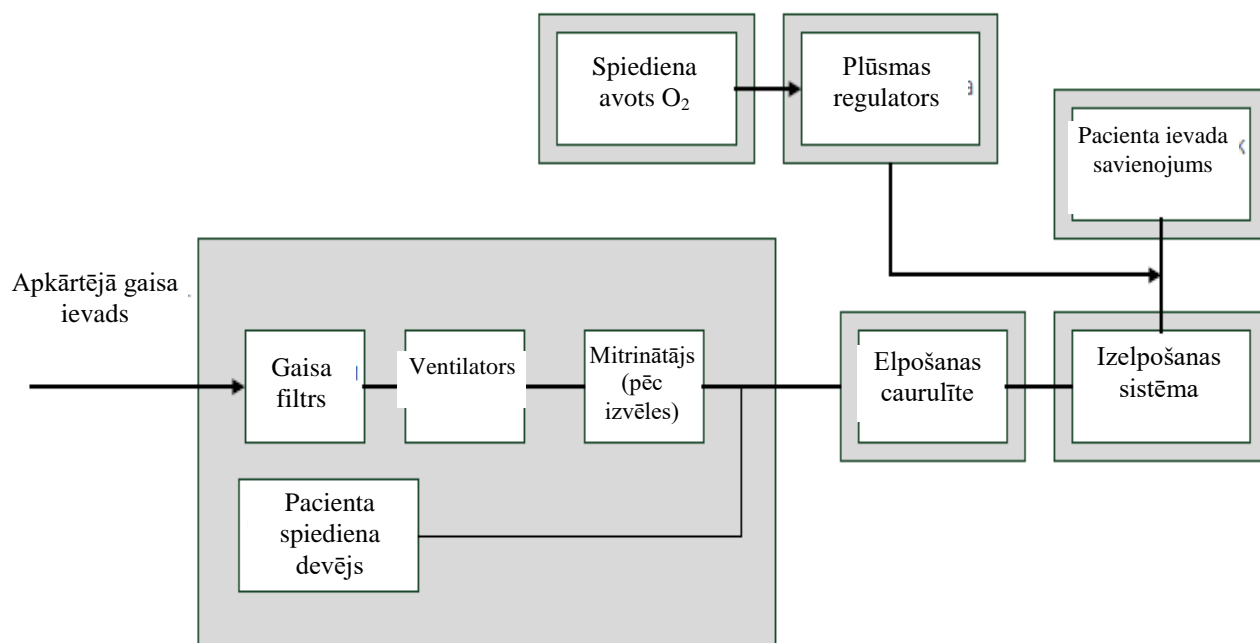 Spiediena
avots O₂
Plūsmas
regulators
Pacienta ievada
savienojums
Apkārtējā gaisa
ievads
Gaisa
filtrs
Ventilators
Mitrinātājs
(pēc
izvēles)
Elpošanas
caurulīte
Izelpošanas
sistēma
Pacienta
spiediena
devējs